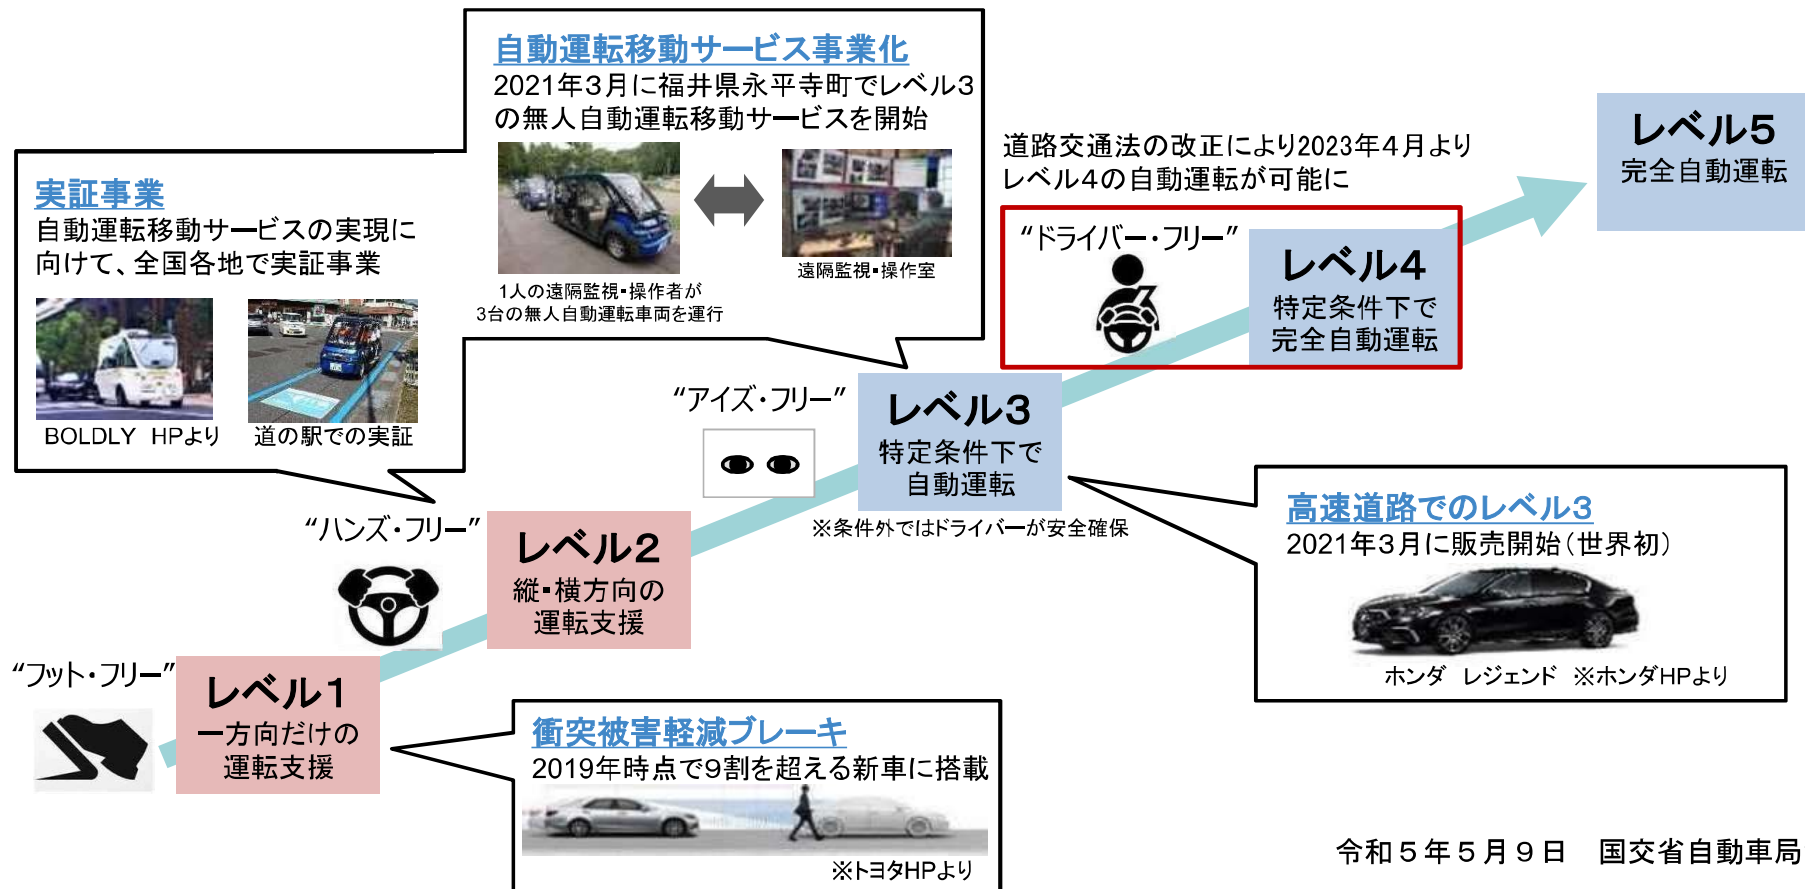 自動運転移動サービス事業化
2021年3月に福井県永平寺町でレベル3
の無人自動運転移動サービスを開始
1人の遠隔監視・操作者が
3台の無人自動運転車両を運行
遠隔監視・操作室
実証事業
自動運転移動サービスの実現に
向けて、全国各地で実証事業
BOLDLY HPより
道の駅での実証
道路交通法の改正により2023年4月より
レベル4の自動運転が可能に
レベル5
完全自動運転
“ドライバー・フリー”
レベル4
特定条件下で
完全自動運転
“アイズ・フリー”
レベル3
特定条件下で
自動運転
※条件外ではドライバーが安全確保
高速道路でのレベル3
2021年3月に販売開始(世界初)
ホンダ レジェンド ※ホンダHPより
“ハンズ・フリー”
レベル2
縦・横方向の
運転支援
“フット・フリー”
レベル1
一方向だけの
運転支援
衝突被害軽減ブレーキ
2019年時点で9割を超える新車に搭載
※トヨタHPより
令和5年5月9日 国交省自動車局